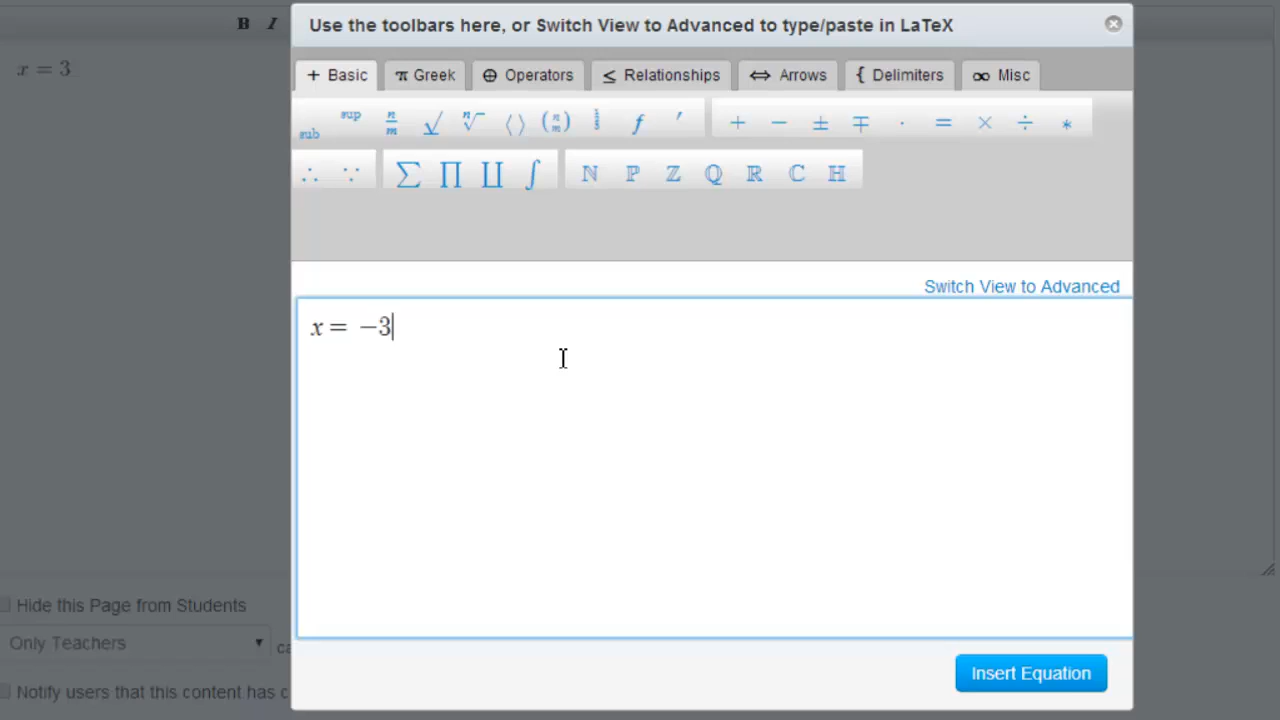 Use the toolbars here, or Switch View to Advanced to type/paste in LaTeX
B I
x = 3
+ Basic π Greek ⊕ Operators ≤ Relationships ⇔ Arrows { Delimiters ∞ Misc
sub sup n/m √ n√ ⟨ ⟩ (n m) f ′ + − ± ∓ · = × ÷ ∗
∴ ∵ ∑ ∏ ∐ ∫ ℕ ℙ ℤ ℚ ℝ ℂ ℍ
Switch View to Advanced
x = −3
Hide this Page from Students
Only Teachers
Notify users that this content has c
Insert Equation